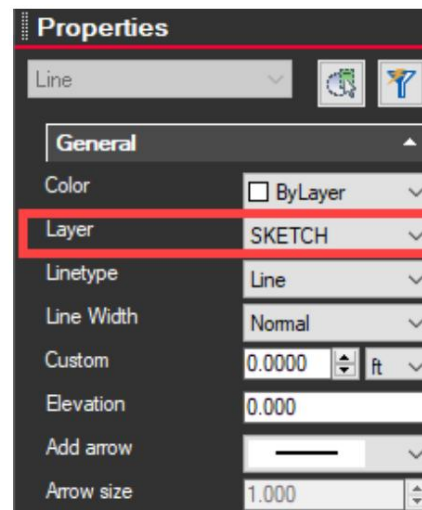 Properties
Line
General
Color ByLayer
Layer SKETCH
Linetype Line
Line Width Normal
Custom 0.0000 ft
Elevation 0.000
Add arrow
Arrow size 1.000